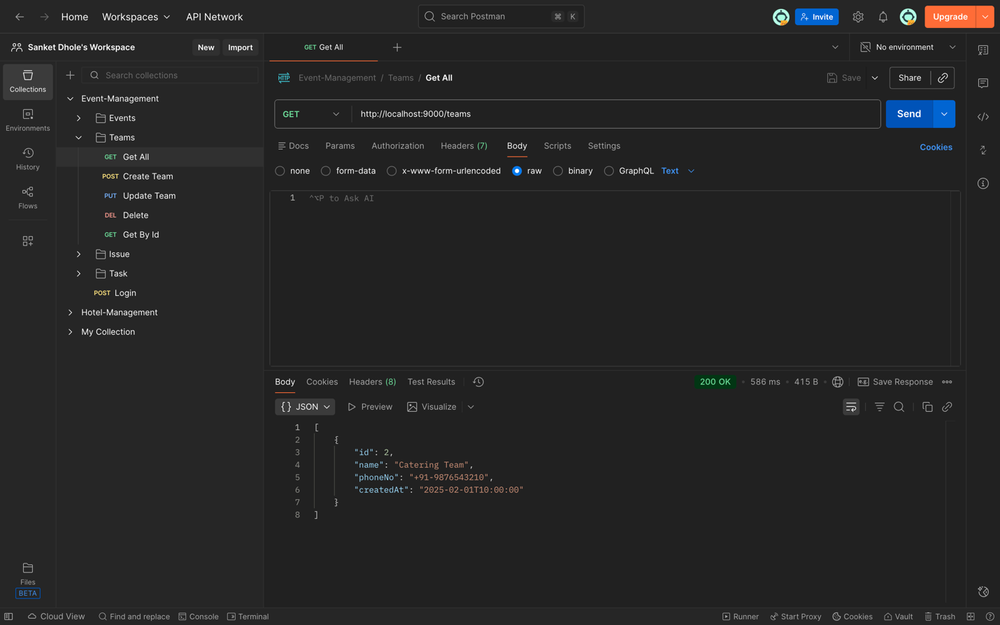 Home
Workspaces
API Network
Search Postman
⌘ K
Invite
Upgrade
Sanket Dhole's Workspace
New
Import
GET Get All
No environment
Collections
Environments
History
Flows
Files
BETA
Search collections
Event-Management
Events
Teams
GET Get All
POST Create Team
PUT Update Team
DEL Delete
GET Get By Id
Issue
Task
POST Login
Hotel-Management
My Collection
HTTP Event-Management / Teams / Get All
Save
Share
GET
http://localhost:9000/teams
Send
Docs
Params
Authorization
Headers (7)
Body
Scripts
Settings
Cookies
none
form-data
x-www-form-urlencoded
raw
binary
GraphQL
Text
1 ⌃⌥P to Ask AI
Body
Cookies
Headers (8)
Test Results
200 OK • 586 ms • 415 B
e.g. Save Response
{} JSON
Preview
Visualize
1 [
2 {
3 "id": 2,
4 "name": "Catering Team",
5 "phoneNo": "+91-9876543210",
6 "createdAt": "2025-02-01T10:00:00"
7 }
8 ]
Cloud View
Find and replace
Console
Terminal
Runner
Start Proxy
Cookies
Vault
Trash